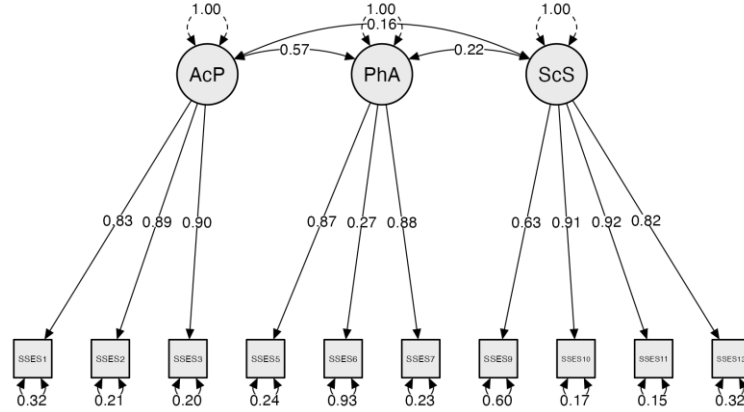 1.00 1.00 1.00
0.16
0.57 0.22
AcP PhA ScS
0.83 0.89 0.90 0.87 0.27 0.88 0.63 0.91 0.92 0.82
SSES1 SSES2 SSES3 SSES5 SSES6 SSES7 SSES9 SSES10 SSES11 SSES12
0.32 0.21 0.20 0.24 0.93 0.23 0.60 0.17 0.15 0.32